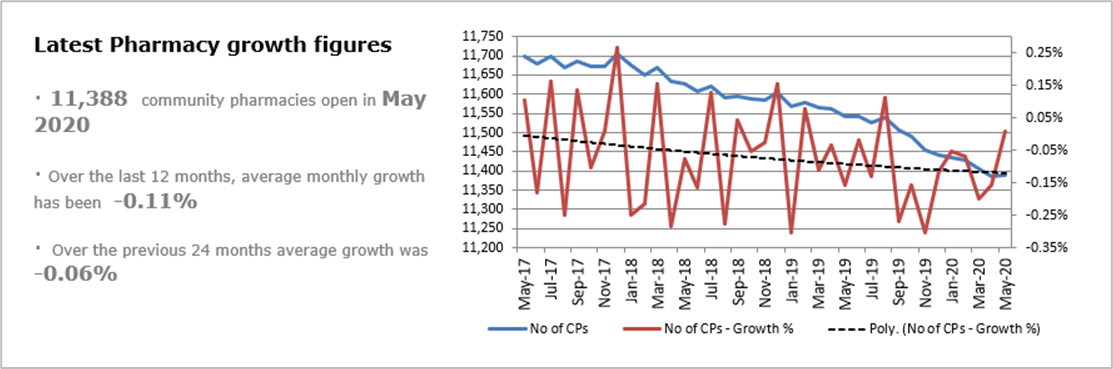 Latest Pharmacy growth figures
· 11,388 community pharmacies open in May
2020
· Over the last 12 months, average monthly growth
has been -0.11%
· Over the previous 24 months average growth was
-0.06%
11,750
11,700
11,650
11,600
11,550
11,500
11,450
11,400
11,350
11,300
11,250
11,200
0.25%
0.15%
0.05%
-0.05%
-0.15%
-0.25%
-0.35%
May-17
Jul-17
Sep-17
Nov-17
Jan-18
Mar-18
May-18
Jul-18
Sep-18
Nov-18
Jan-19
Mar-19
May-19
Jul-19
Sep-19
Nov-19
Jan-20
Mar-20
May-20
No of CPs
No of CPs - Growth %
Poly. (No of CPs - Growth %)